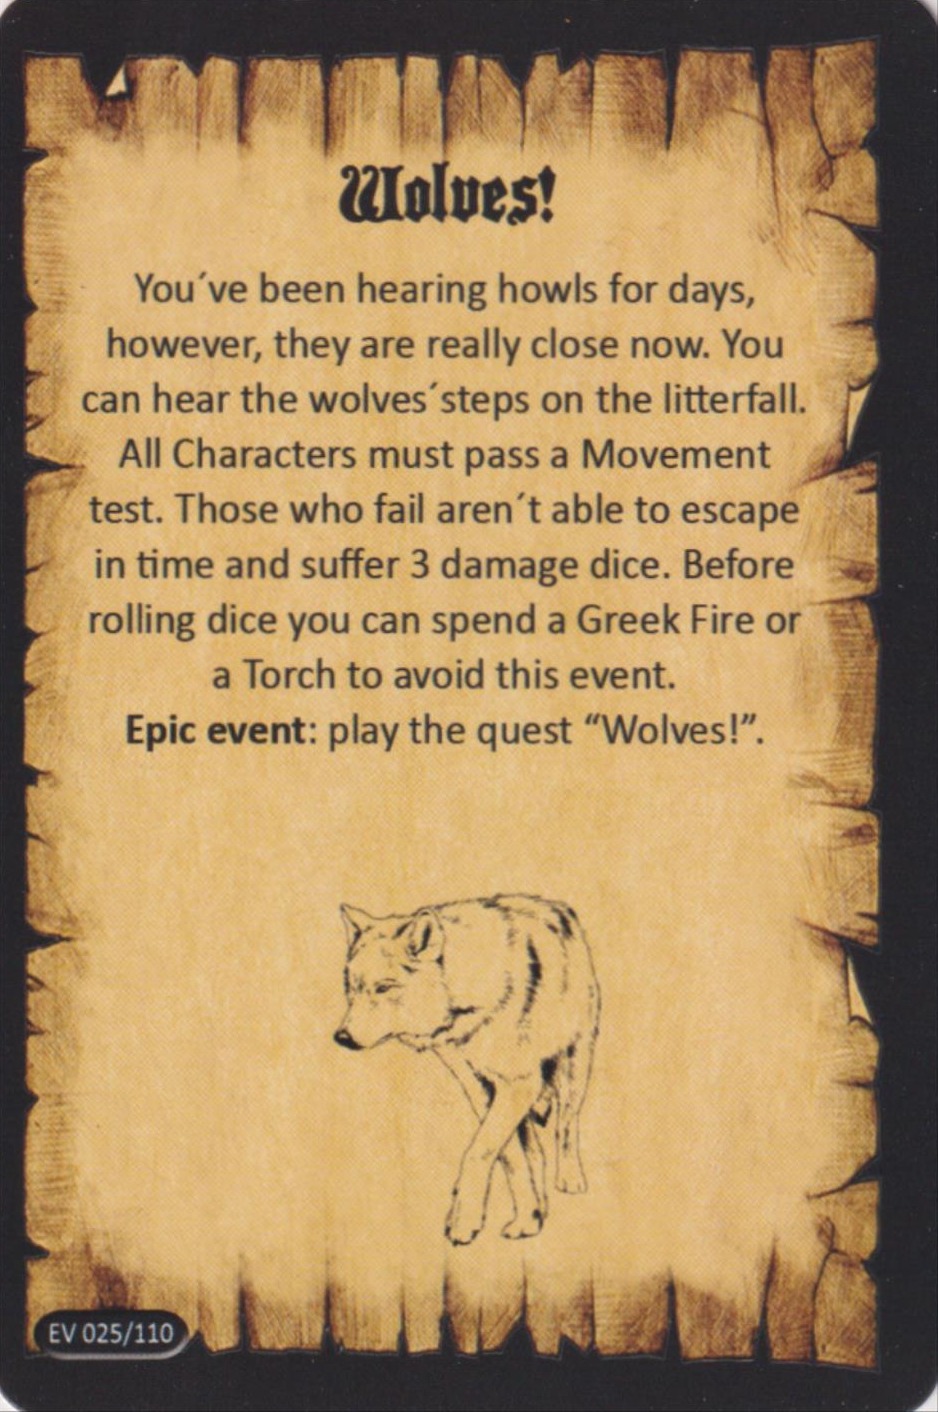 Wolves!
You´ve been hearing howls for days,
however, they are really close now. You
can hear the wolves´steps on the litterfall.
All Characters must pass a Movement
test. Those who fail aren´t able to escape
in time and suffer 3 damage dice. Before
rolling dice you can spend a Greek Fire or
a Torch to avoid this event.
Epic event: play the quest “Wolves!”.
EV 025/110